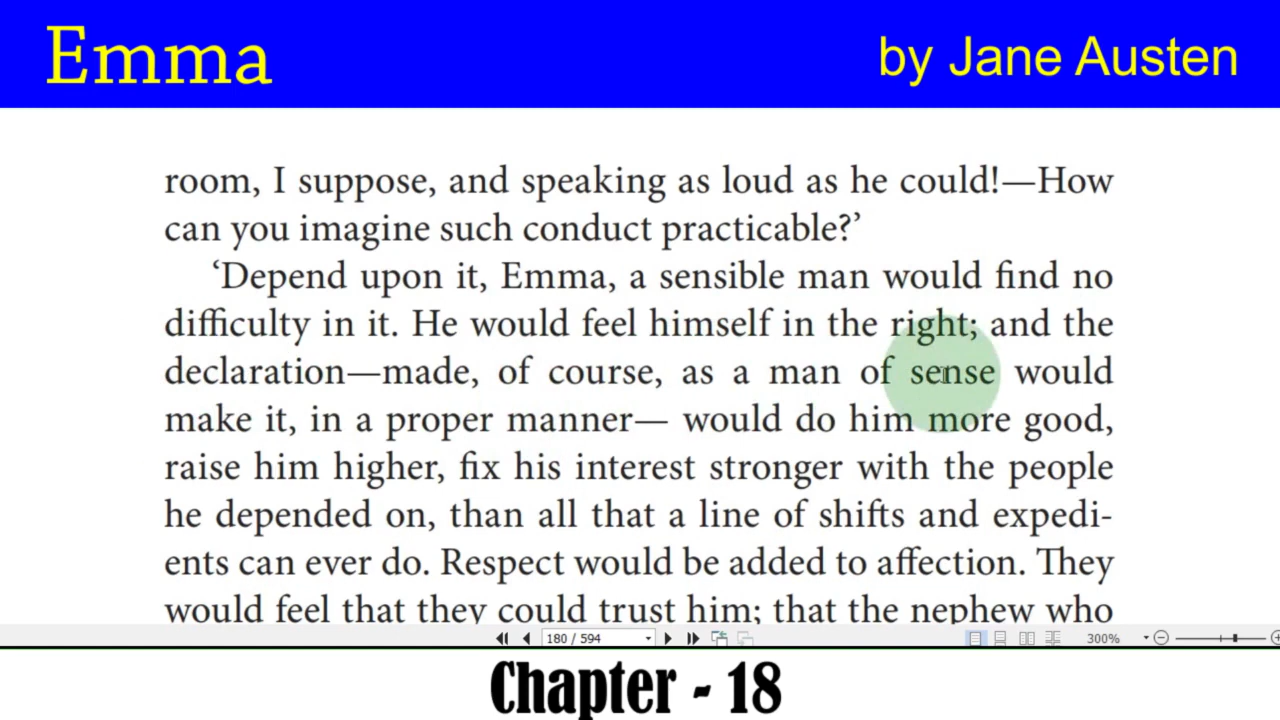 Emma
by Jane Austen
room, I suppose, and speaking as loud as he could!—How
can you imagine such conduct practicable?’
‘Depend upon it, Emma, a sensible man would find no
difficulty in it. He would feel himself in the right; and the
declaration—made, of course, as a man of sense would
make it, in a proper manner— would do him more good,
raise him higher, fix his interest stronger with the people
he depended on, than all that a line of shifts and expedi-
ents can ever do. Respect would be added to affection. They
would feel that they could trust him; that the nephew who
180 / 594
300%
Chapter - 18